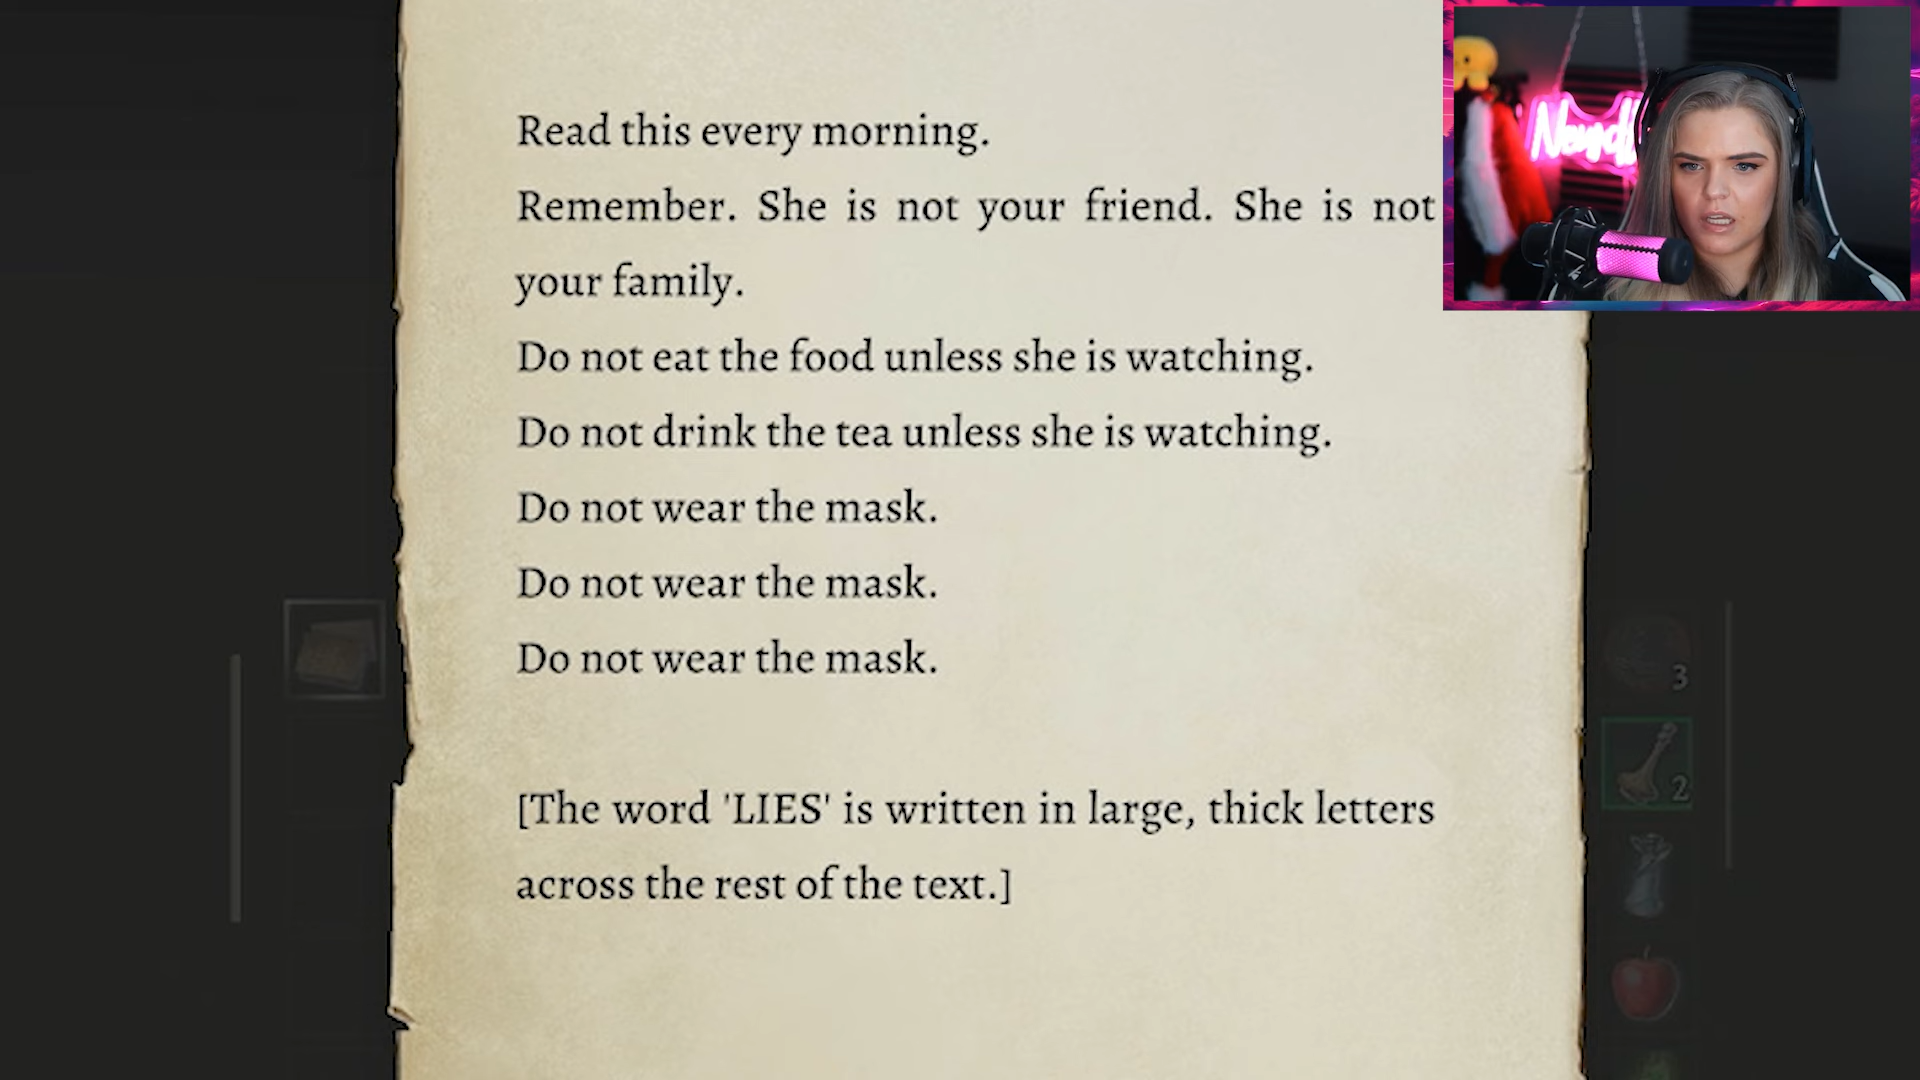 Read this every morning.
Remember. She is not your friend. She is not
your family.
Do not eat the food unless she is watching.
Do not drink the tea unless she is watching.
Do not wear the mask.
Do not wear the mask.
Do not wear the mask.
[The word 'LIES' is written in large, thick letters
across the rest of the text.]
3
2